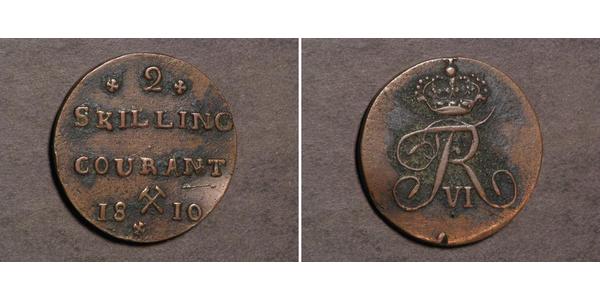 2
SKILLING
COURANT
18 10
FR
VI